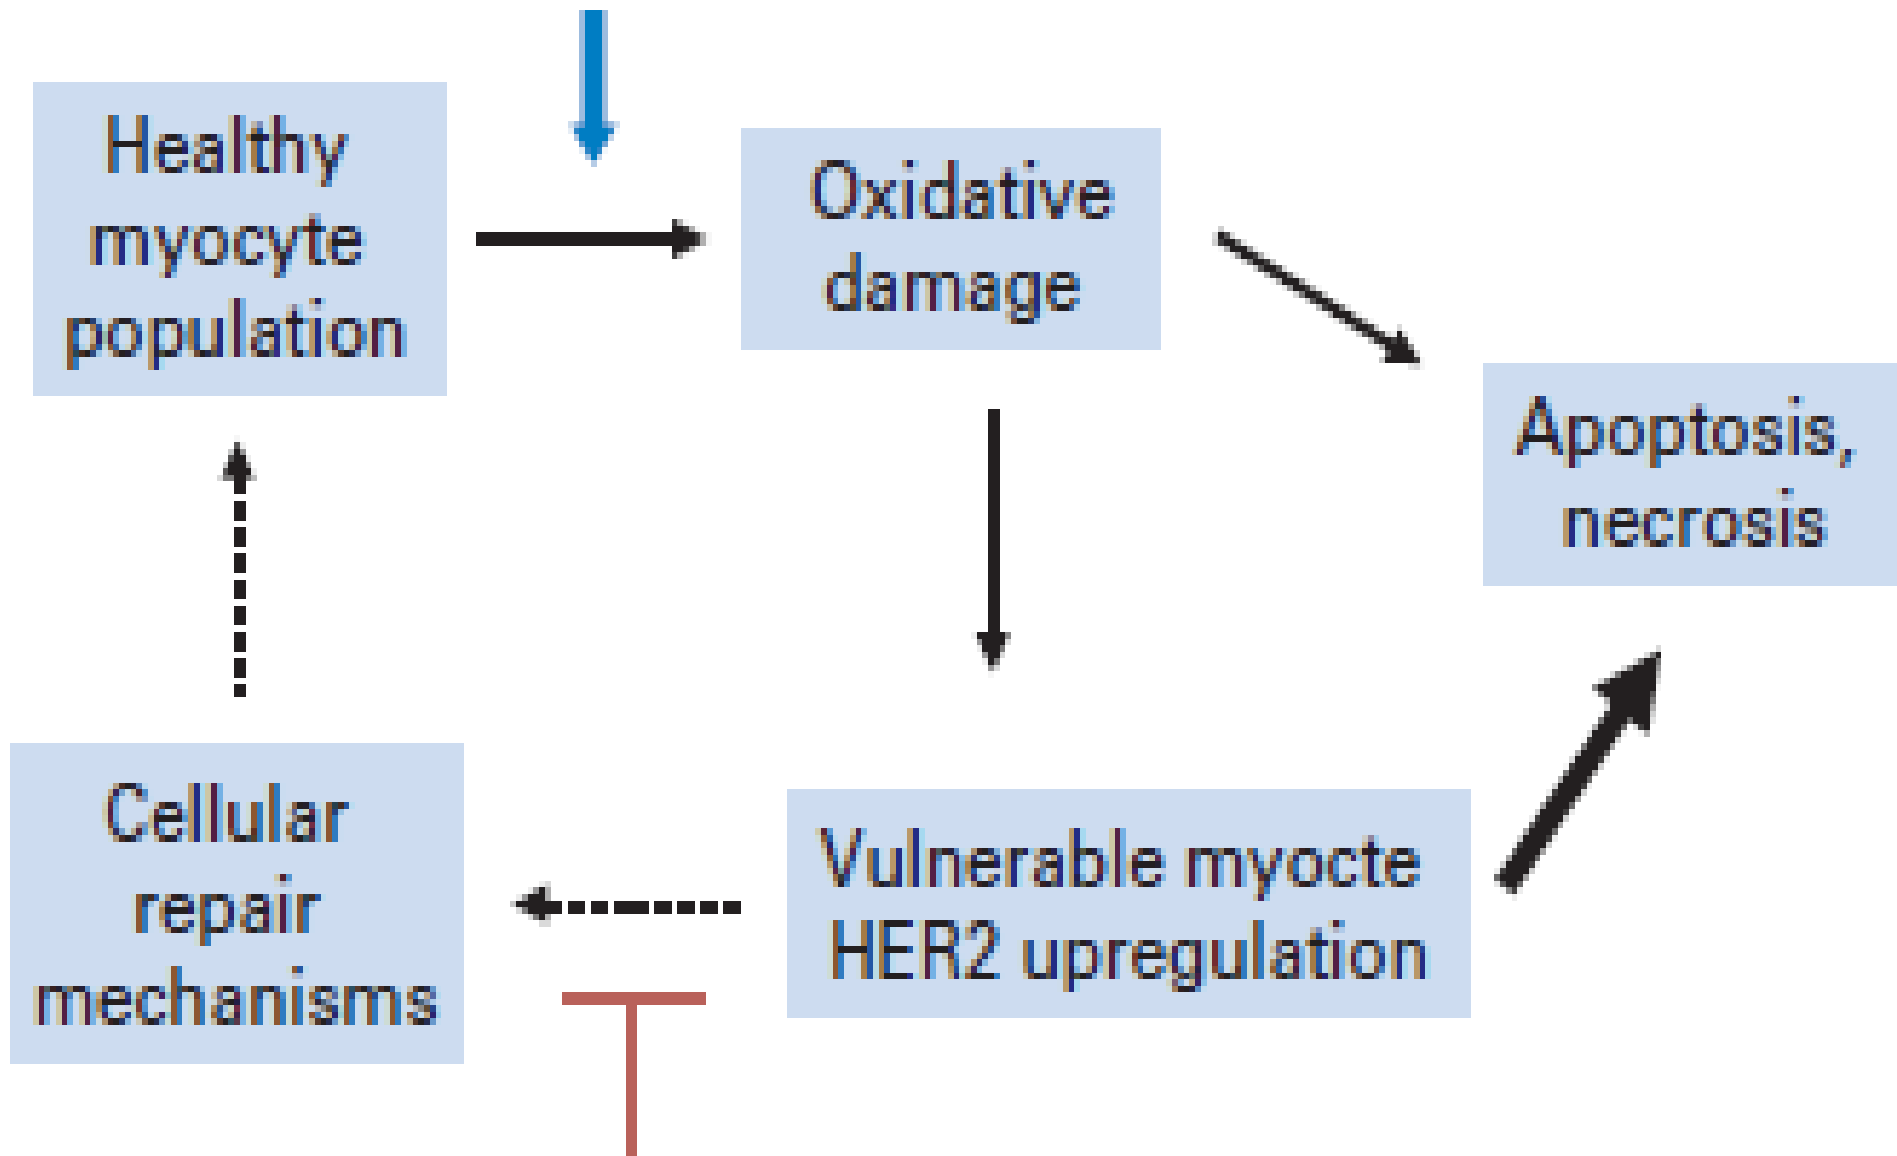 Healthy
myocyte
population
Oxidative
damage
Apoptosis,
necrosis
Cellular
repair
mechanisms
Vulnerable myocte
HER2 upregulation